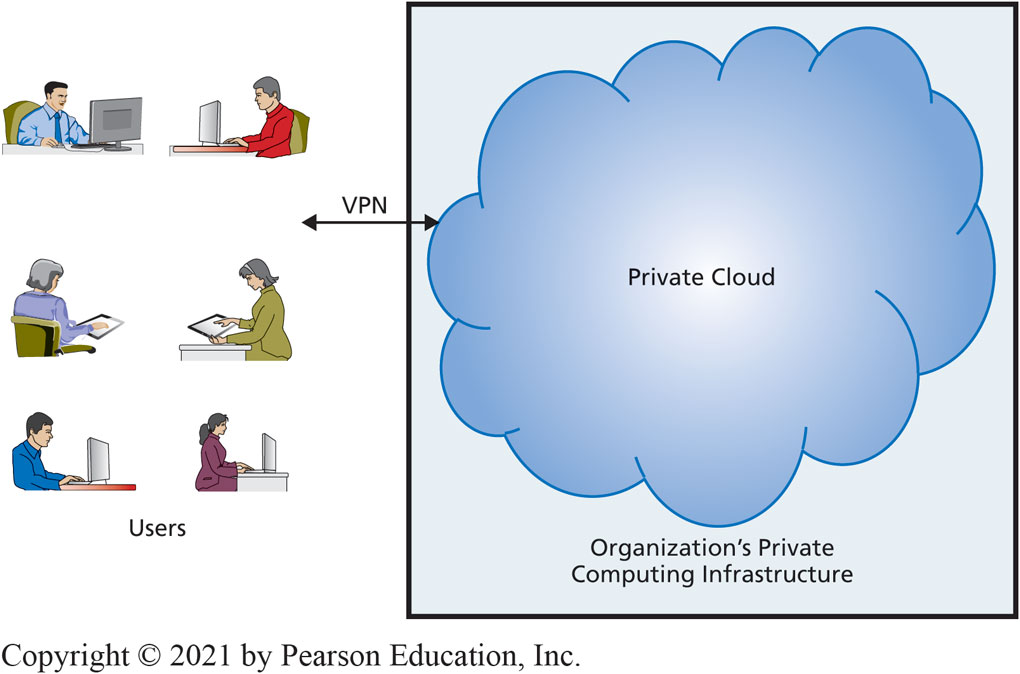 VPN
Private Cloud
Users
Organization’s Private
Computing Infrastructure
Copyright © 2021 by Pearson Education, Inc.